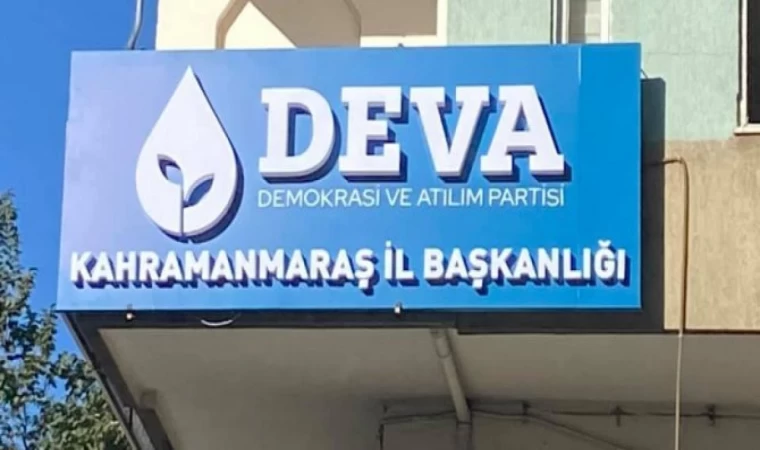 DEVA
DEMOKRASİ VE ATILIM PARTİSİ
KAHRAMANMARAŞ İL BAŞKANLIĞI